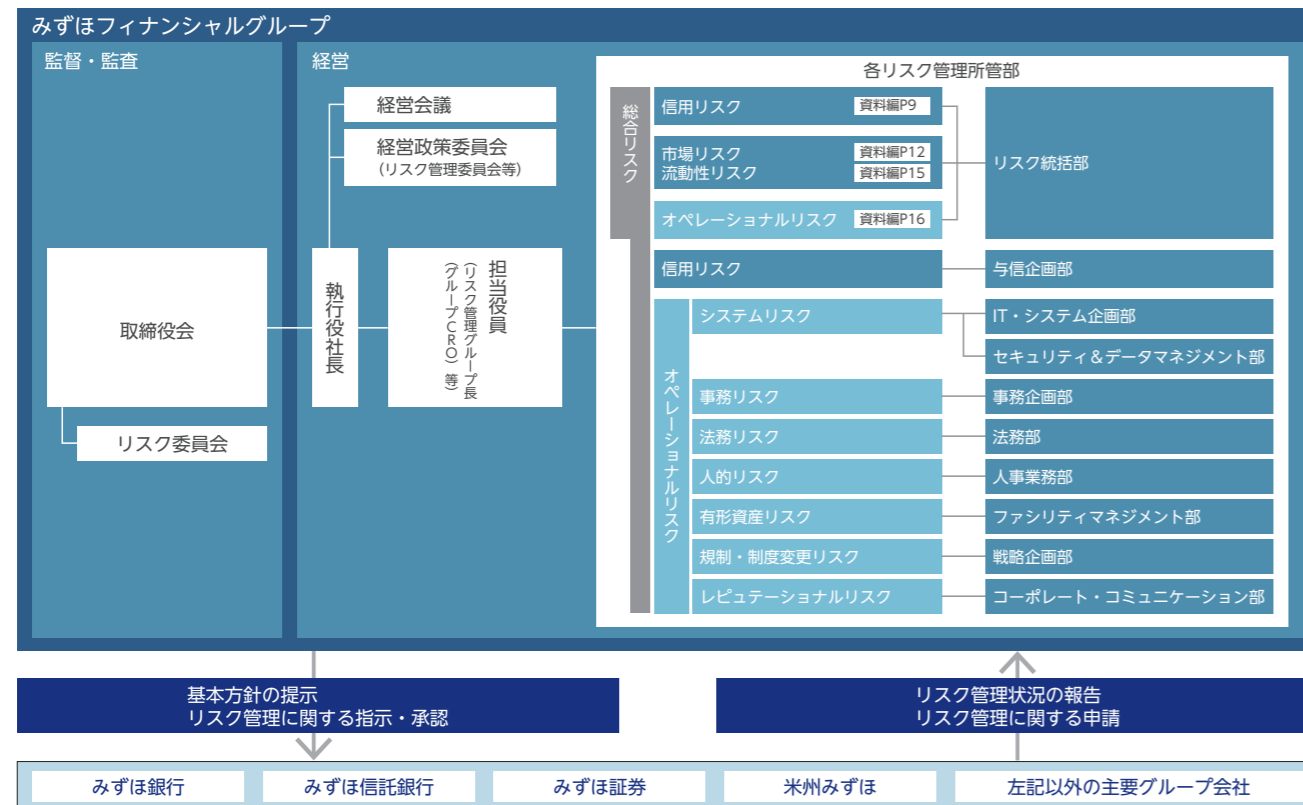 みずほフィナンシャルグループ
監督・監査
取締役会
リスク委員会
経営
経営会議
経営政策委員会
(リスク管理委員会等)
執行役社長
担当役員
(リスク管理グループ長
(グループCRO)等)
各リスク管理所管部
総合リスク
信用リスク
資料編P9
市場リスク
資料編P12
流動性リスク
資料編P15
オペレーショナルリスク
資料編P16
リスク統括部
信用リスク
与信企画部
オペレーショナルリスク
システムリスク
IT・システム企画部
セキュリティ&データマネジメント部
事務リスク
事務企画部
法務リスク
法務部
人的リスク
人事業務部
有形資産リスク
ファシリティマネジメント部
規制・制度変更リスク
戦略企画部
レピュテーショナルリスク
コーポレート・コミュニケーション部
基本方針の提示
リスク管理に関する指示・承認
リスク管理状況の報告
リスク管理に関する申請
みずほ銀行
みずほ信託銀行
みずほ証券
米州みずほ
左記以外の主要グループ会社